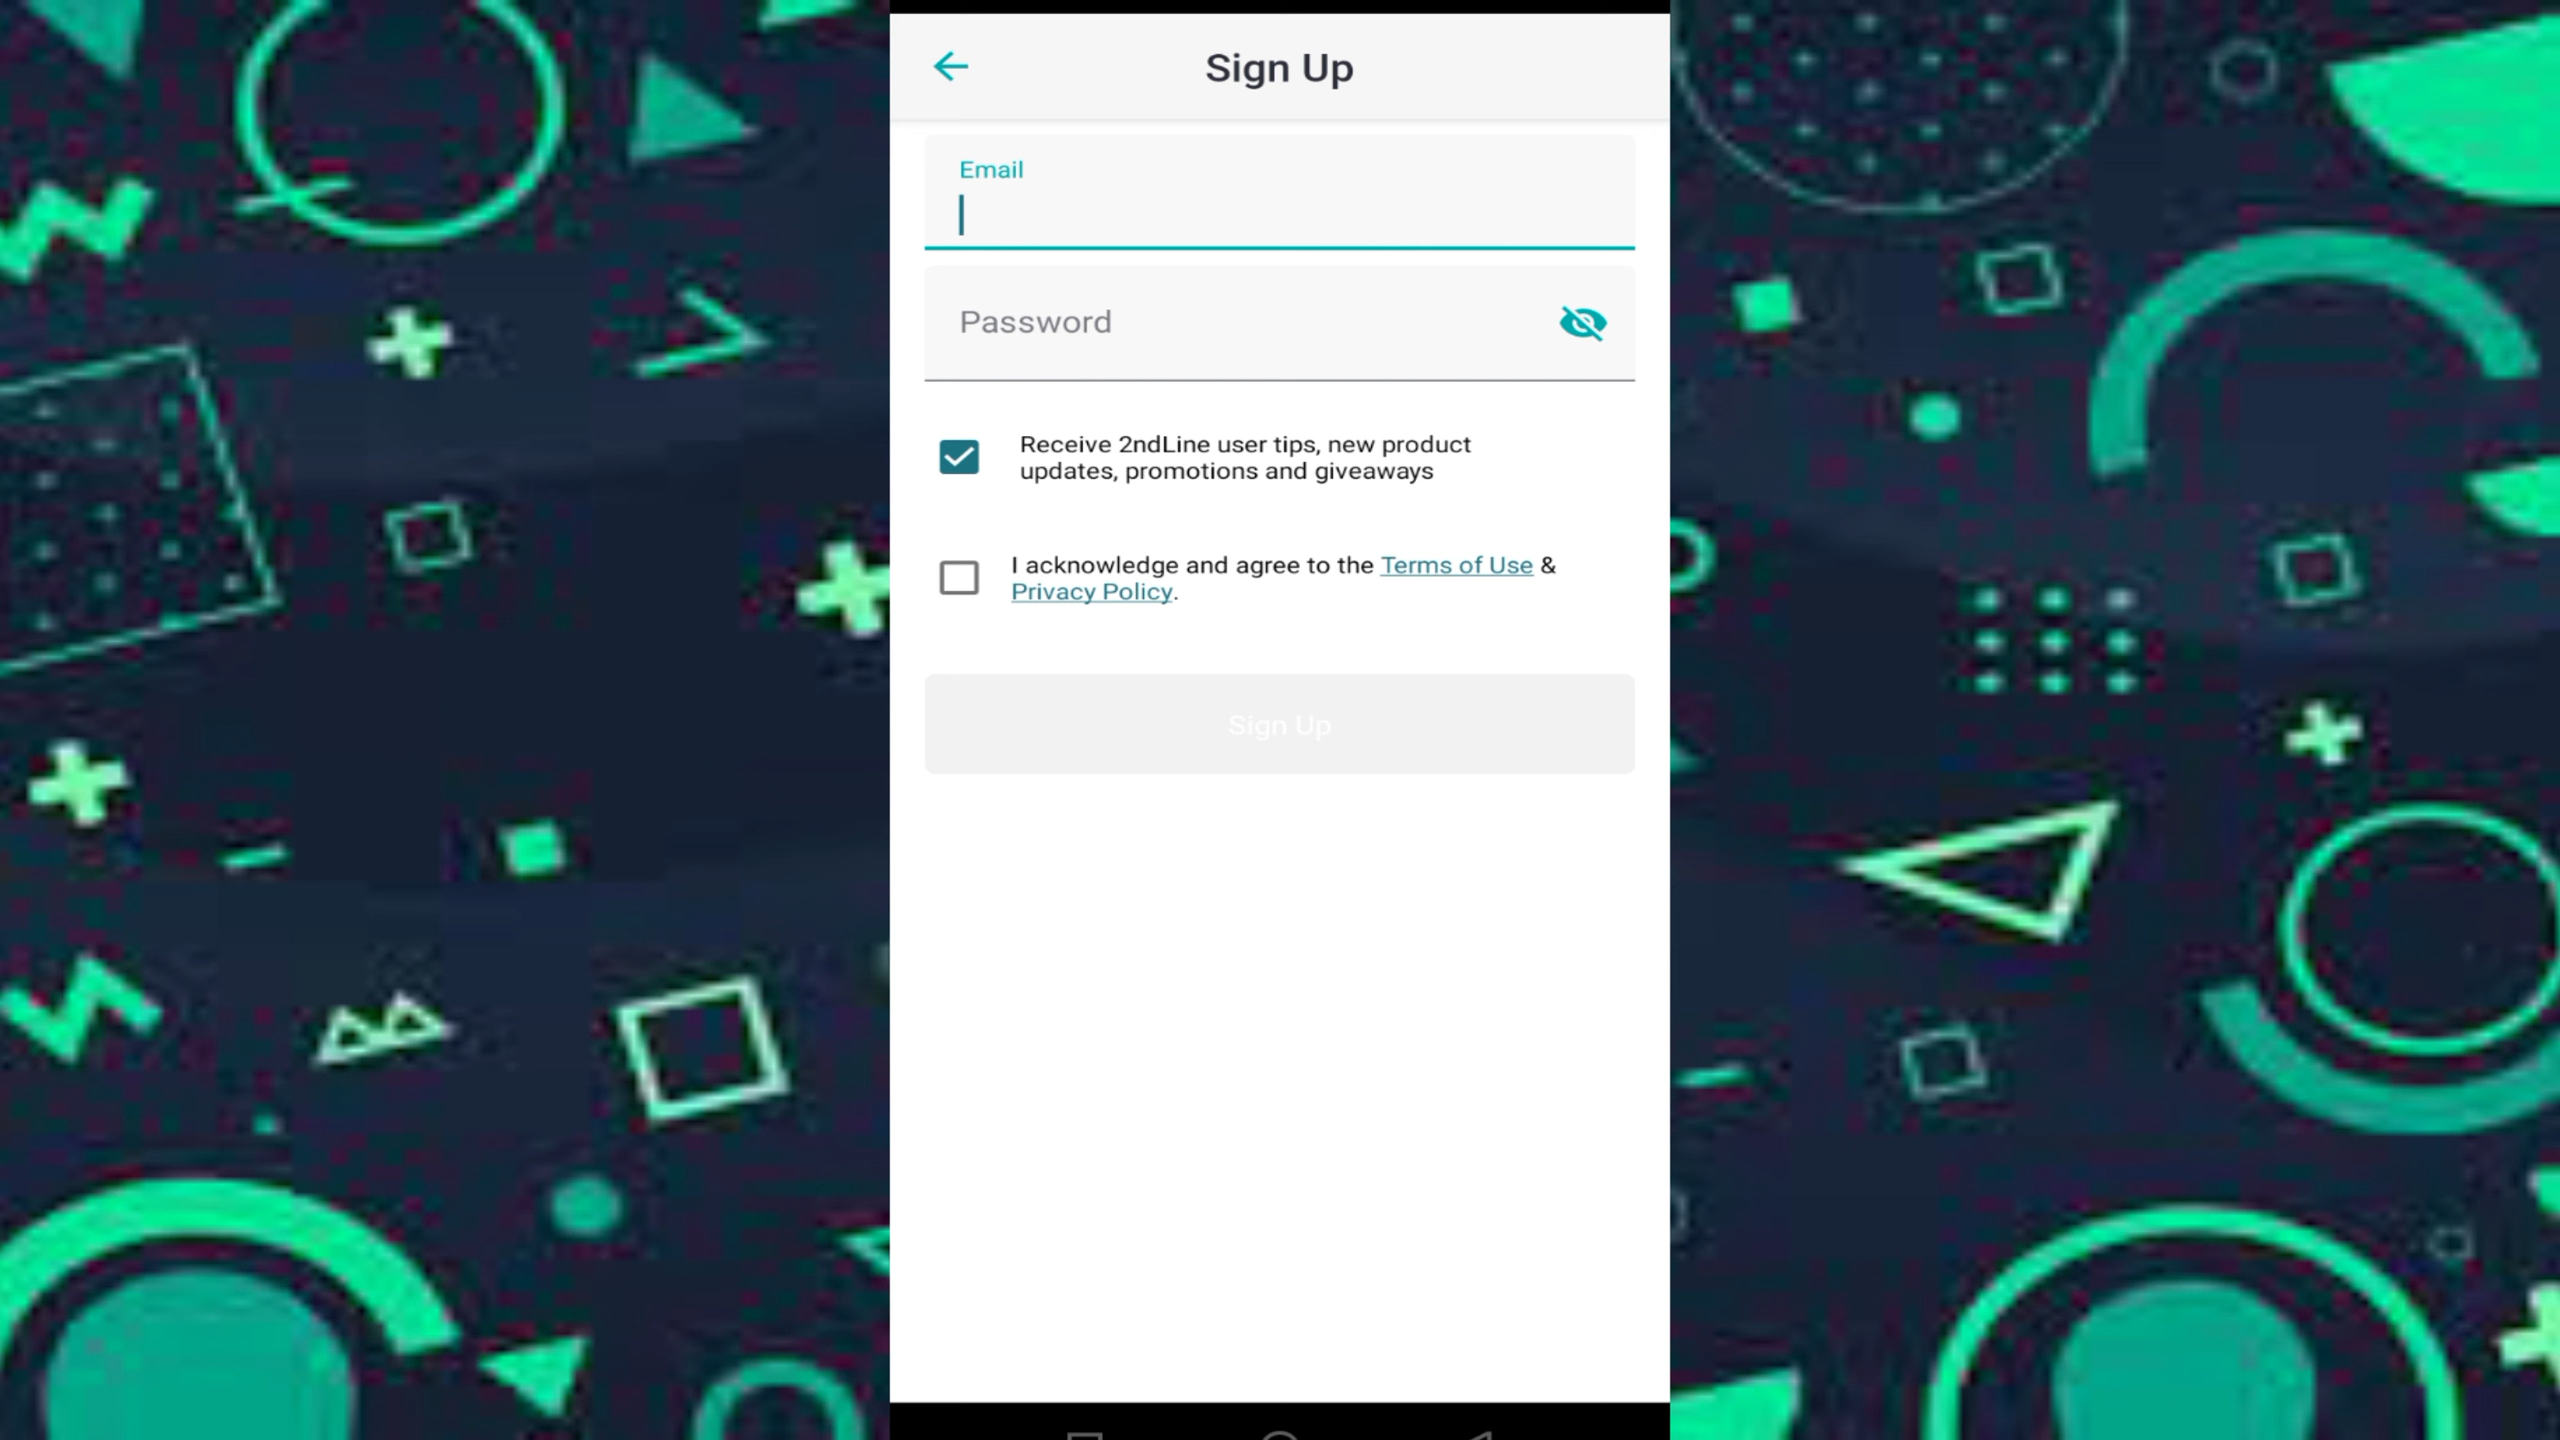 Sign Up
Email
Password
Receive 2ndLine user tips, new product
updates, promotions and giveaways
I acknowledge and agree to the Terms of Use &
Privacy Policy.
Sign Up